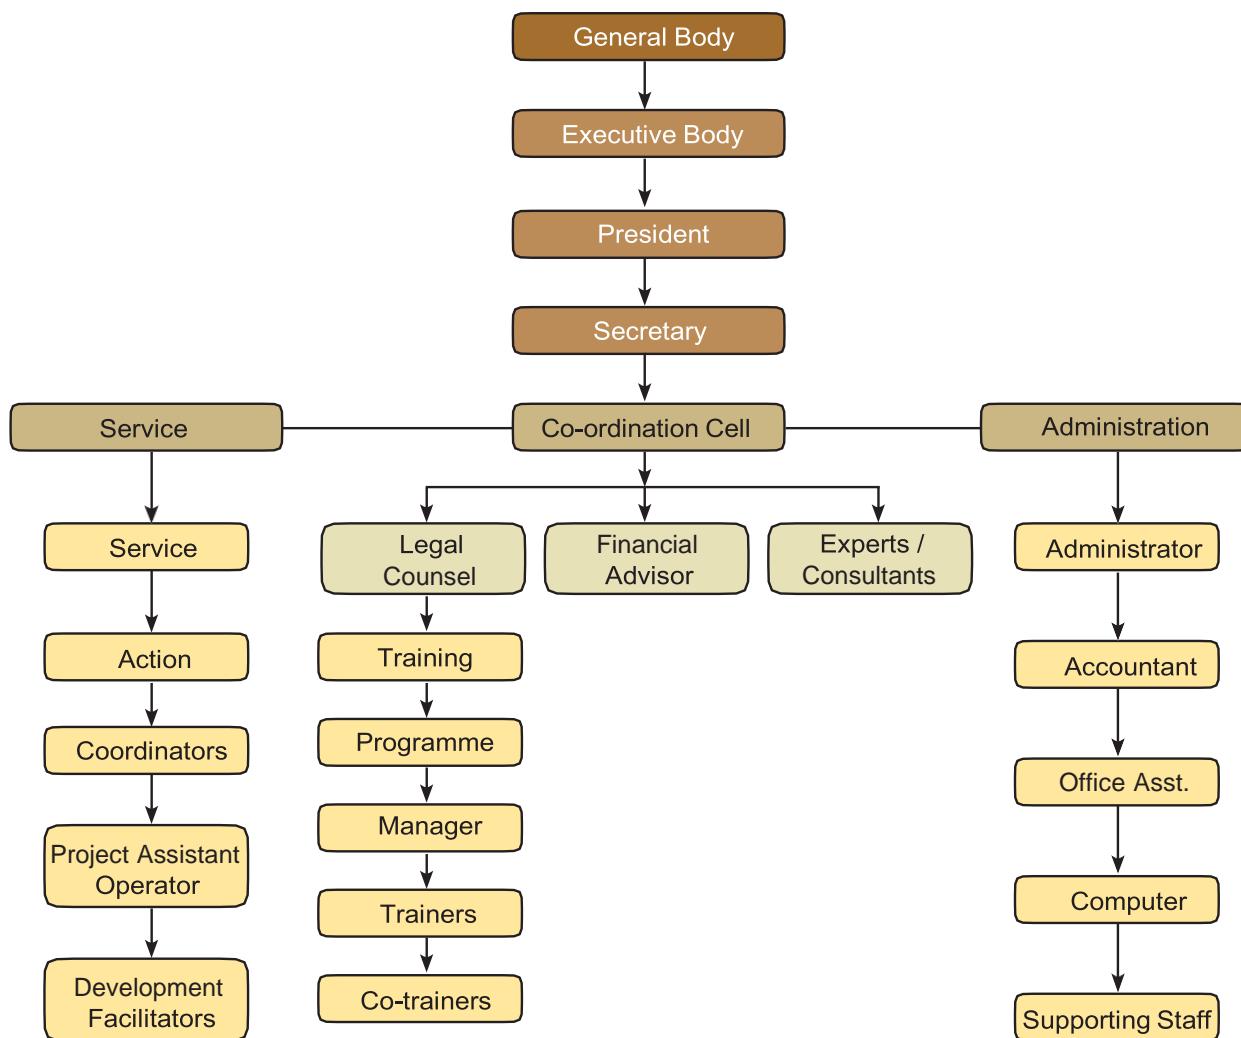 General Body
Executive Body
President
Secretary
Service
Co-ordination Cell
Administration
Service
Action
Coordinators
Project Assistant
Operator
Development
Facilitators
Legal
Counsel
Training
Programme
Manager
Trainers
Co-trainers
Financial
Advisor
Experts /
Consultants
Administrator
Accountant
Office Asst.
Computer
Supporting Staff